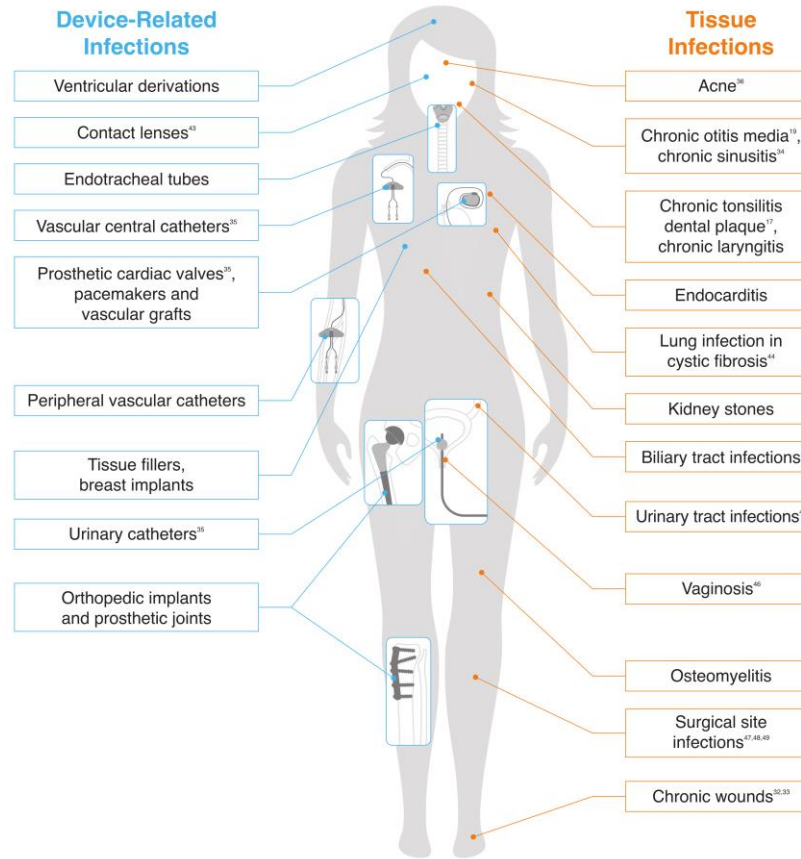 Device-Related
Infections
Ventricular derivations
Contact lenses⁴³
Endotracheal tubes
Vascular central catheters³⁵
Prosthetic cardiac valves³⁵,
pacemakers and
vascular grafts
Peripheral vascular catheters
Tissue fillers,
breast implants
Urinary catheters³⁵
Orthopedic implants
and prosthetic joints
Tissue
Infections
Acne³⁶
Chronic otitis media¹⁹,
chronic sinusitis³⁴
Chronic tonsilitis
dental plaque¹⁷,
chronic laryngitis
Endocarditis
Lung infection in
cystic fibrosis⁴⁴
Kidney stones
Biliary tract infections
Urinary tract infections
Vaginosis⁴⁶
Osteomyelitis
Surgical site
infections⁴⁷,⁴⁸,⁴⁹
Chronic wounds³²,³³